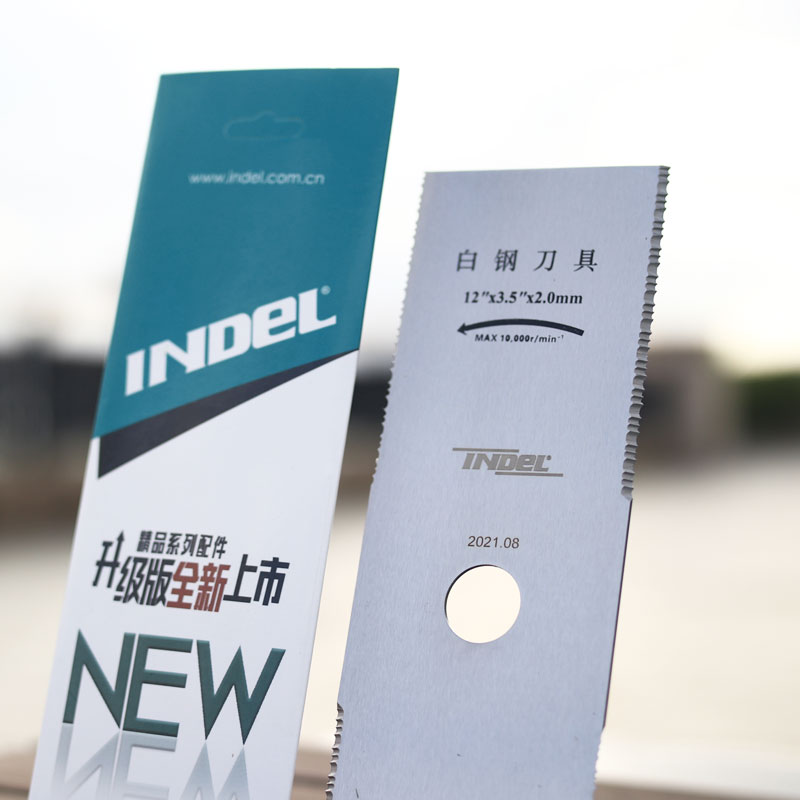 www.indel.com.cn
INDEL®
精品系列配件
升级版全新上市
NEW
白钢刀具
12"x3.5"x2.0mm
MAX 10,000r/min⁻¹
INDEL®
2021.08